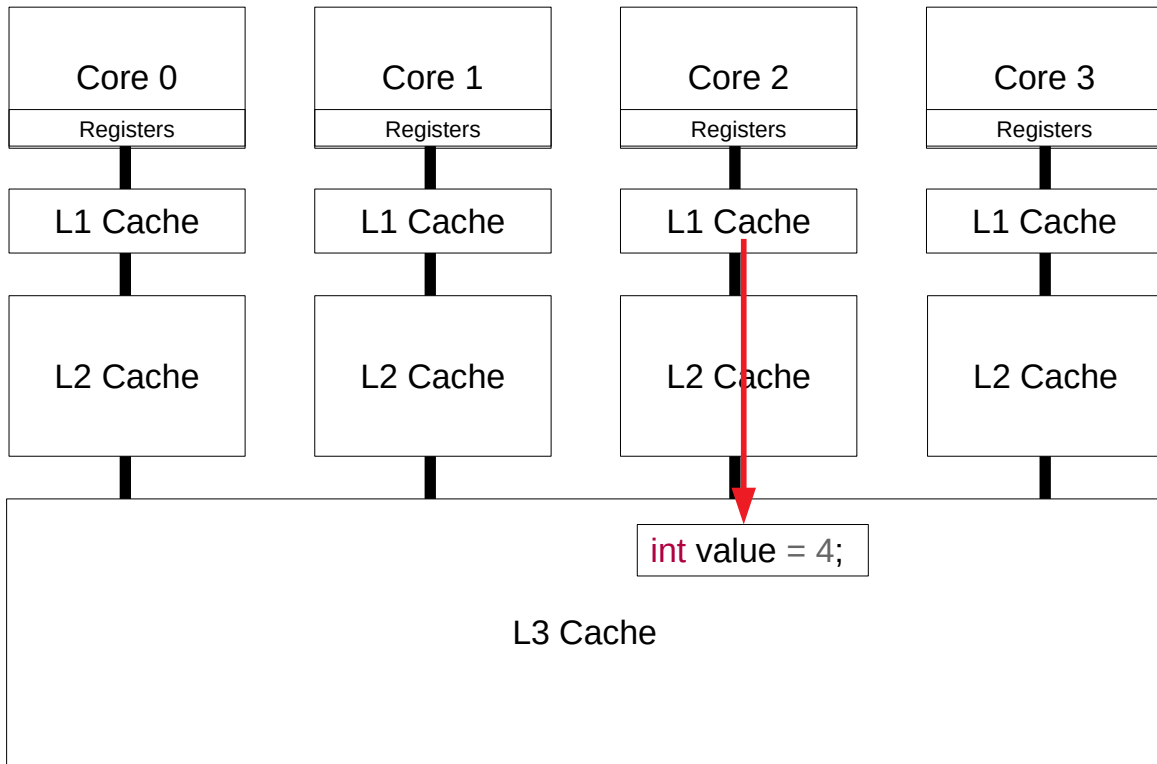 Core 0
Core 1
Core 2
Core 3
Registers
Registers
Registers
Registers
L1 Cache
L1 Cache
L1 Cache
L1 Cache
L2 Cache
L2 Cache
L2 Cache
L2 Cache
int value = 4;
L3 Cache